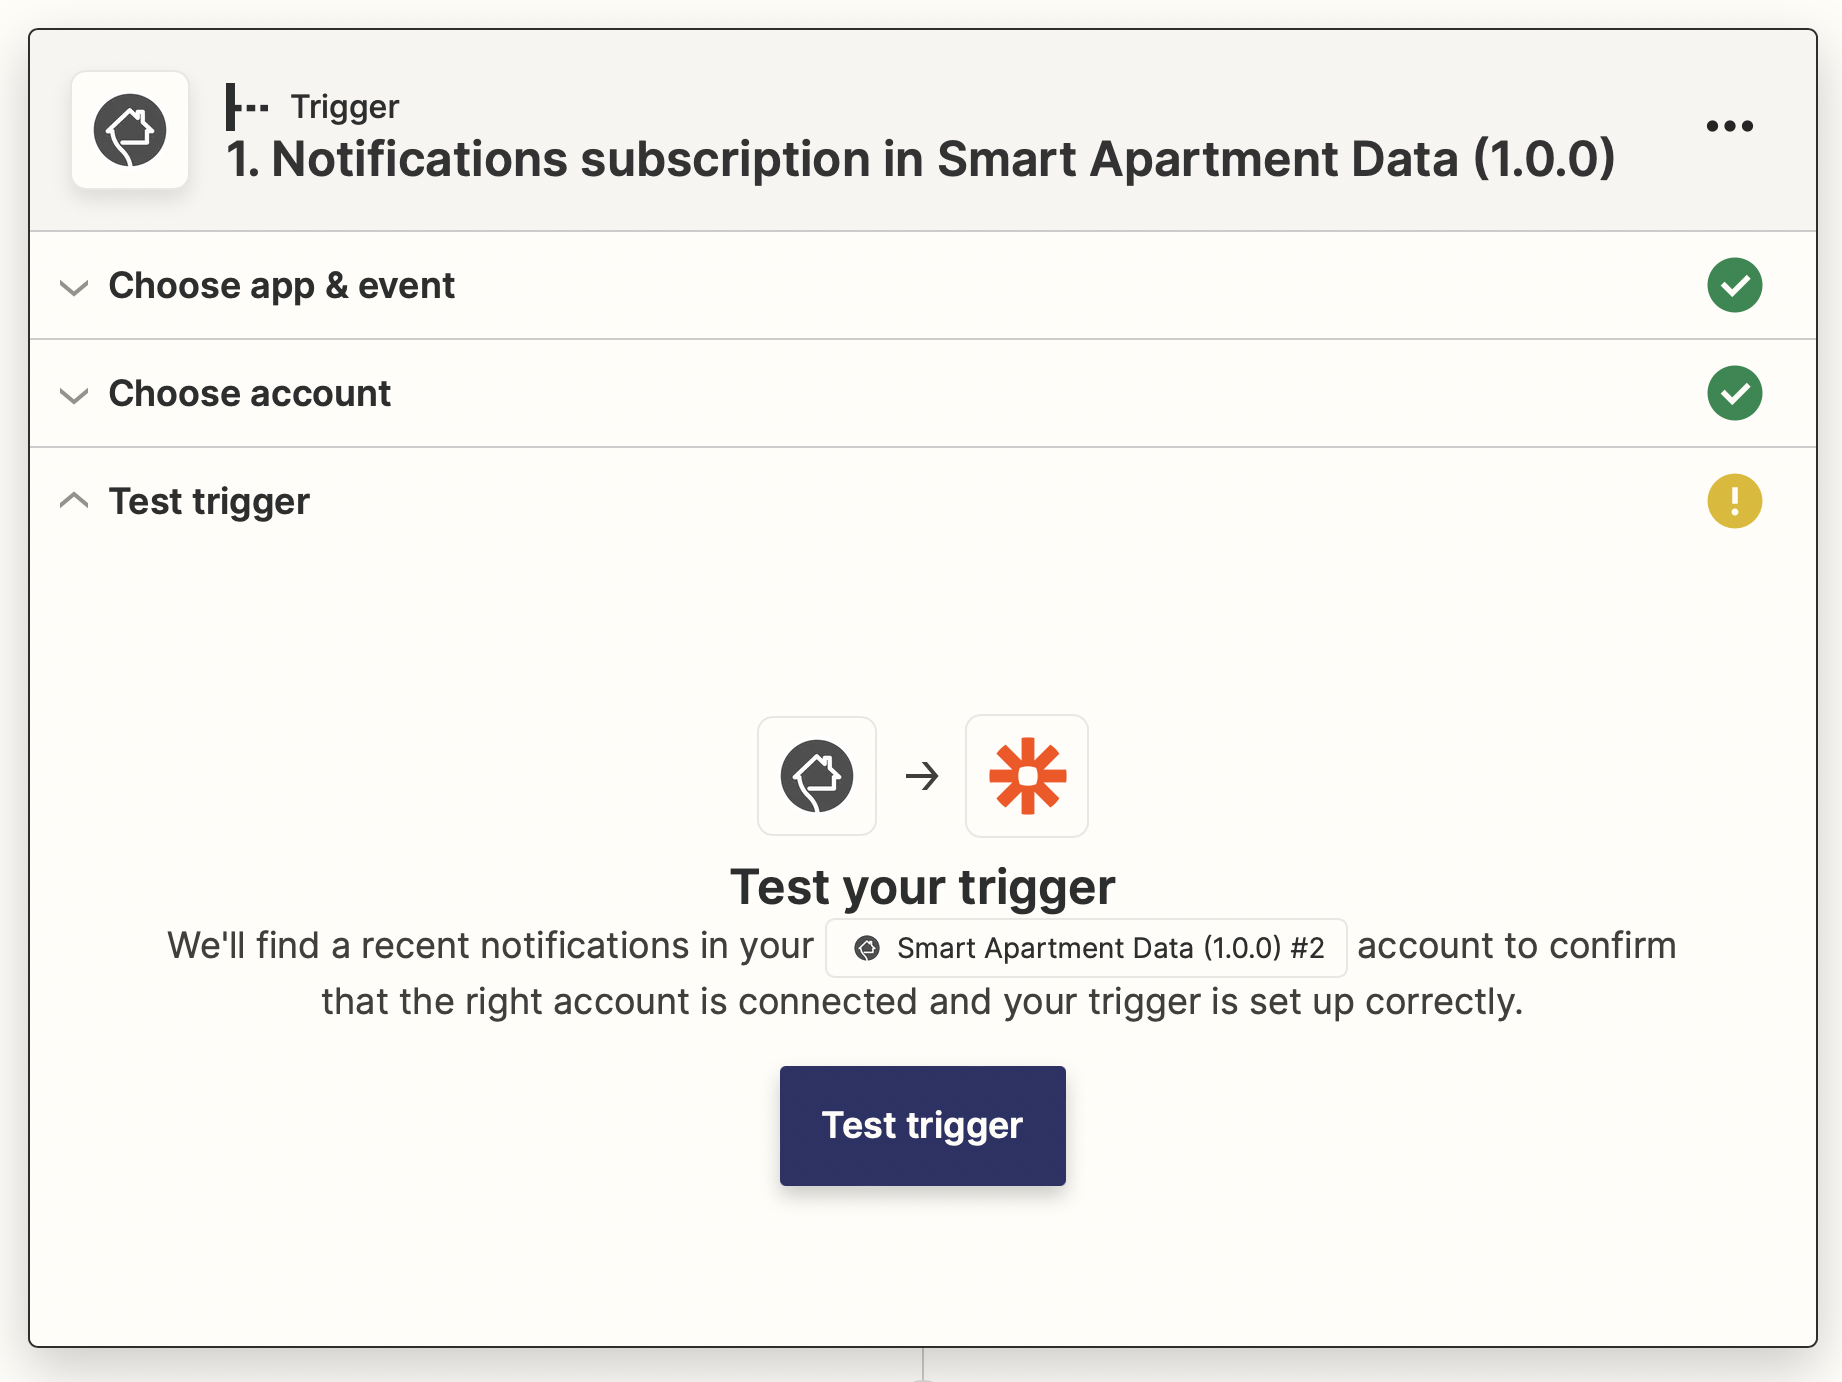 Trigger
1. Notifications subscription in Smart Apartment Data (1.0.0)
Choose app & event
Choose account
Test trigger
Test your trigger
We'll find a recent notifications in your Smart Apartment Data (1.0.0) #2 account to confirm
that the right account is connected and your trigger is set up correctly.
Test trigger